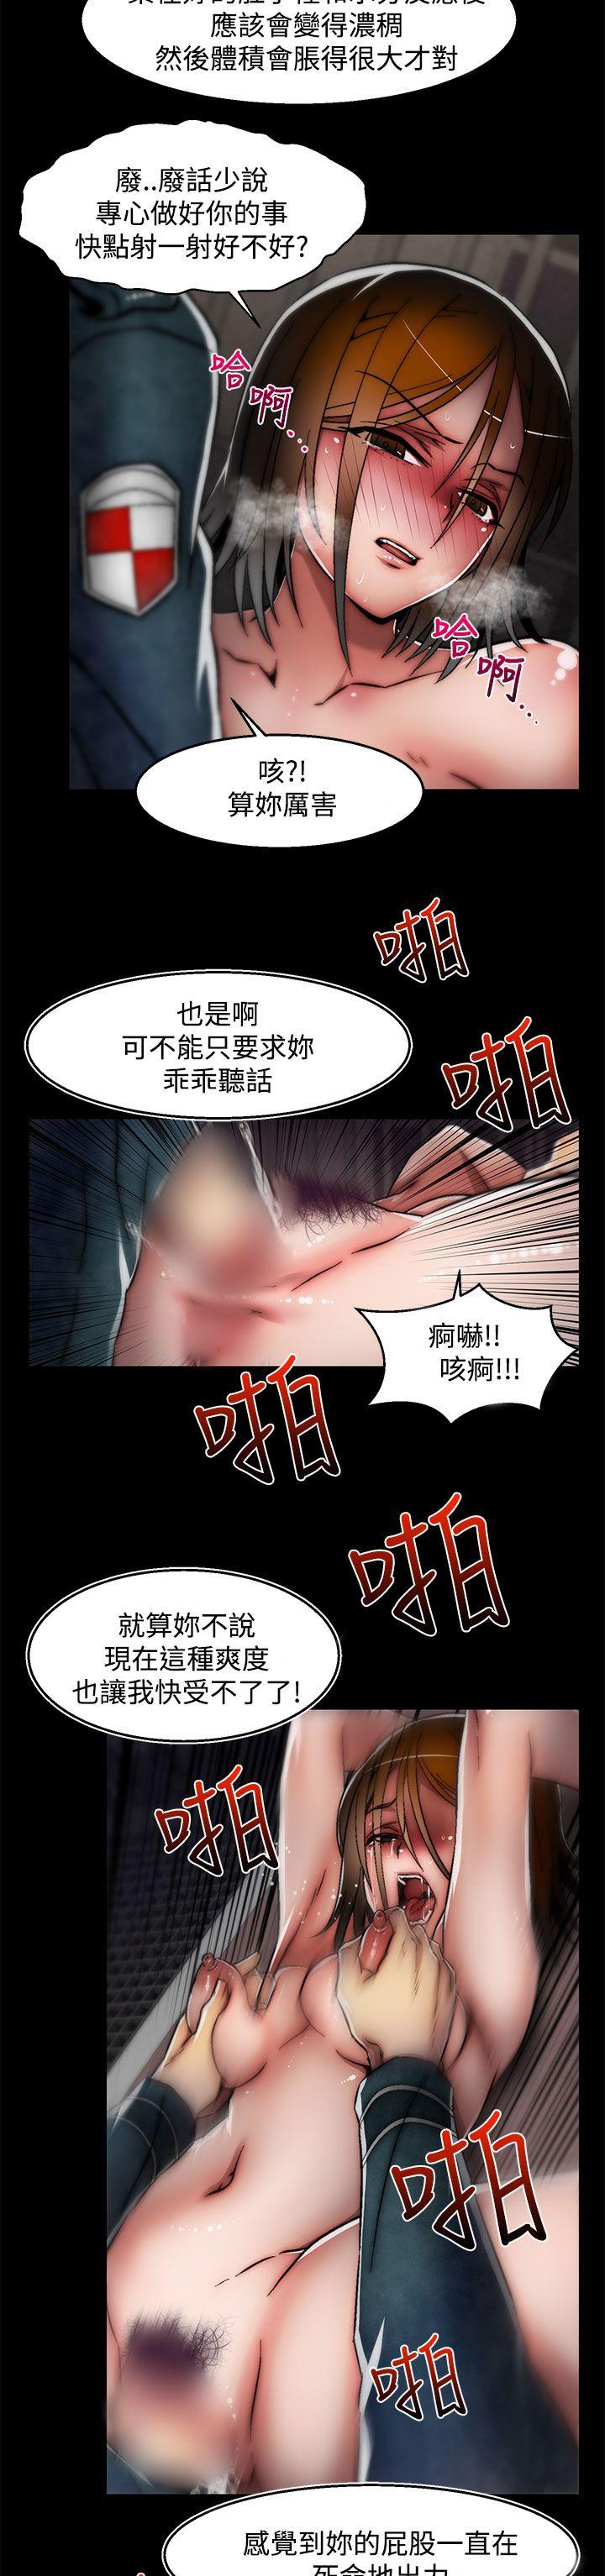 應該會變得濃稠
然後體積會脹得很大才對
廢..廢話少說
專心做好你的事
快點射一射好不好?
哈啊...
哈啊...
咳?!
算妳厲害
啪
也是啊
可不能只要求妳
乖乖聽話
啪
痾嚇!!
咳痾!!!
啪
啪
就算妳不說
現在這種爽度
也讓我快受不了了!
啪
啪
啪
感覺到妳的屁股一直在